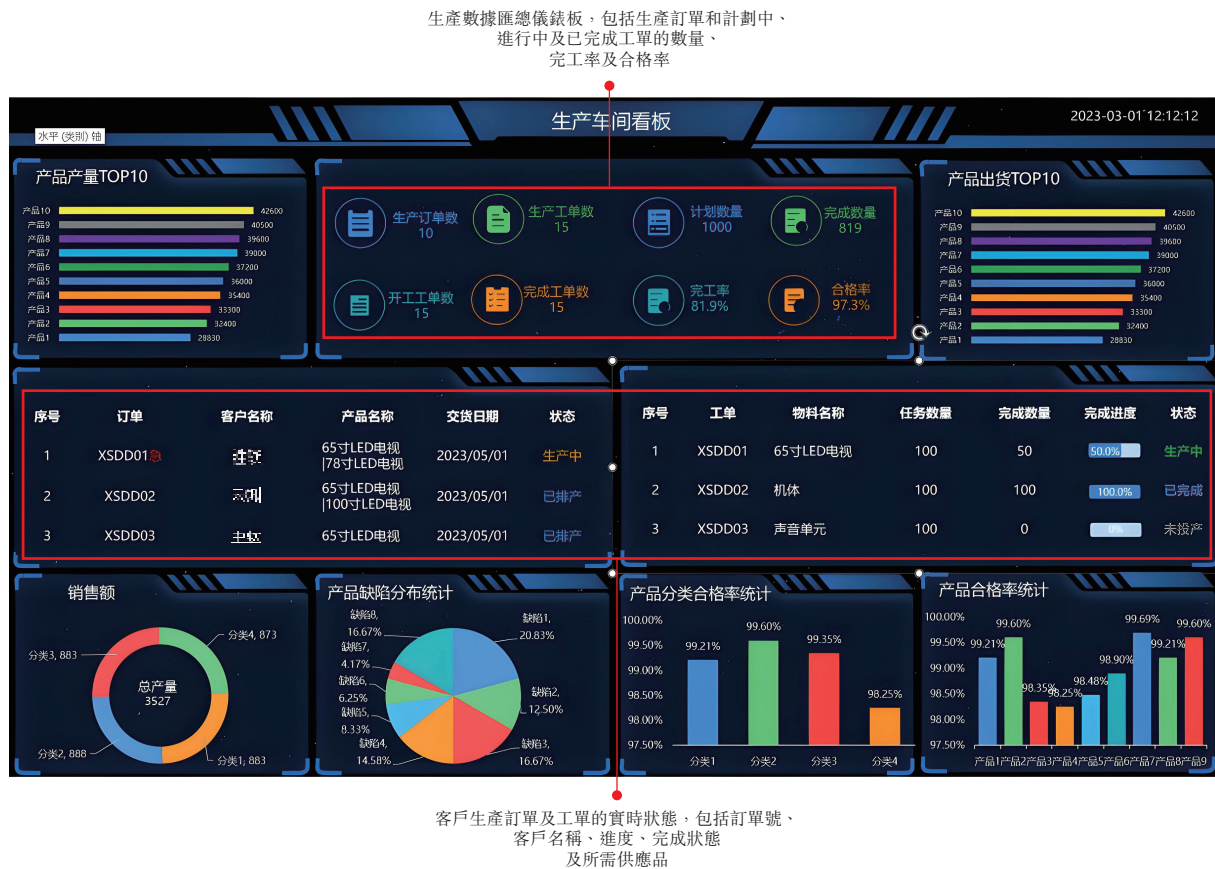 生產數據匯總儀錶板，包括生產訂單和計劃中、
進行中及已完成工單的數量、
完工率及合格率
生产车间看板
2023-03-01 12:12:12
水平 (类别) 轴
产品产量TOP10
产品10 42600
产品9 40500
产品8 39600
产品7 39000
产品6 37200
产品5 36000
产品4 35400
产品3 33300
产品2 32400
产品1 28830
生产订单数
10
生产工单数
15
计划数量
1000
完成数量
819
开工工单数
15
完成工单数
15
完工率
81.9%
合格率
97.3%
产品出货TOP10
产品10 42600
产品9 40500
产品8 39600
产品7 39000
产品6 37200
产品5 36000
产品4 35400
产品3 33300
产品2 32400
产品1 28830
序号 订单 客户名称 产品名称 交货日期 状态
1 XSDD01急 65寸LED电视 |78寸LED电视 2023/05/01 生产中
2 XSDD02 65寸LED电视 |100寸LED电视 2023/05/01 已排产
3 XSDD03 65寸LED电视 2023/05/01 已排产
序号 工单 物料名称 任务数量 完成数量 完成进度 状态
1 XSDD01 65寸LED电视 100 50 50.0% 生产中
2 XSDD02 机体 100 100 100.0% 已完成
3 XSDD03 声音单元 100 0 0% 未投产
销售额
分类4, 873
分类3, 883
总产量
3527
分类2, 888
分类1; 883
产品缺陷分布统计
缺陷8,
16.67%
缺陷7,
4.17%
缺陷6,
6.25%
缺陷5,
8.33%
缺陷4,
14.58%
缺陷1,
20.83%
缺陷2,
12.50%
缺陷3,
16.67%
产品分类合格率统计
100.00%
99.50%
99.00%
98.50%
98.00%
97.50%
99.21%
99.60%
99.35%
98.25%
分类1 分类2 分类3 分类4
产品合格率统计
100.00%
99.50%
99.00%
98.50%
98.00%
97.50%
99.21%
99.60%
98.35%
98.25%
98.48%
98.90%
99.69%
99.21%
99.60%
产品1产品2产品3产品4产品5产品6产品7产品8产品9
客戶生產訂單及工單的實時狀態，包括訂單號、
客戶名稱、進度、完成狀態
及所需供應品